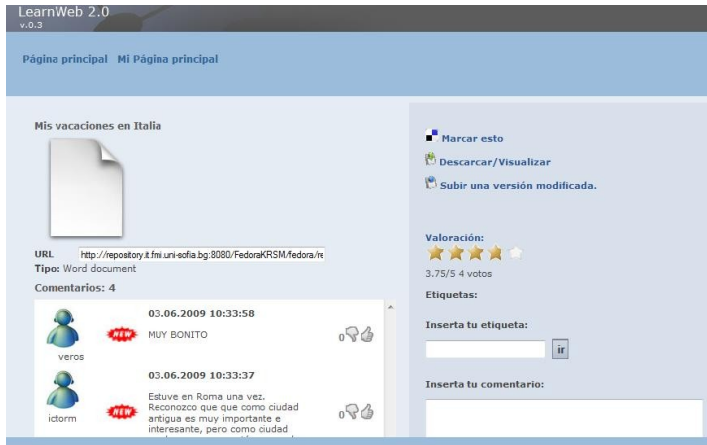 LearnWeb 2.0
v.0.3
Página principal Mi Página principal
Mis vacaciones en Italia
URL http://repository.it.fmi.uni-sofia.bg:8080/FedoraKRSM/fedora/re
Tipo: Word document
Comentarios: 4
03.06.2009 10:33:58
NEW MUY BONITO 0
veros
03.06.2009 10:33:37
Estuve en Roma una vez.
NEW Reconozco que que como ciudad 0
ictorm antigua es muy importante e
interesante, pero como ciudad
Marcar esto
Descarcar/Visualizar
Subir una versión modificada.
Valoración:
3.75/5 4 votos
Etiquetas:
Inserta tu etiqueta:
ir
Inserta tu comentario: